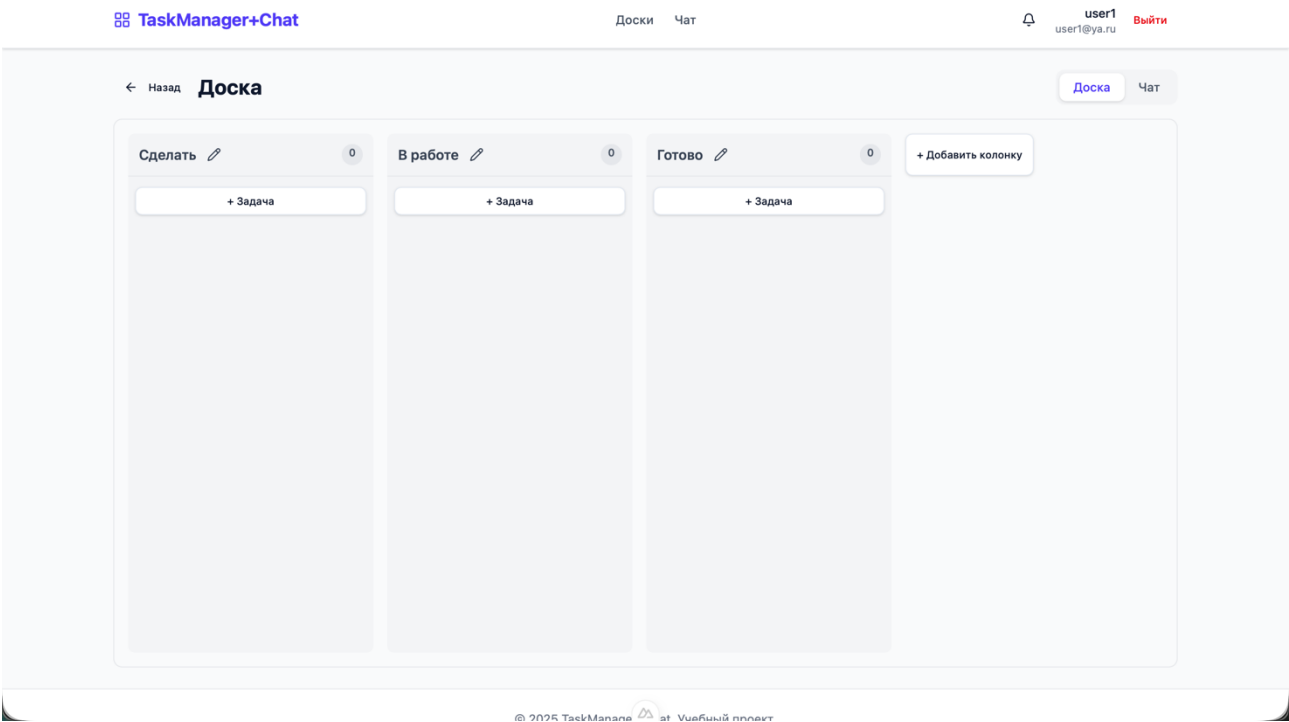 TaskManager+Chat
Доски Чат
user1
user1@ya.ru
Выйти
Назад Доска
Доска Чат
Сделать 0
+ Задача
В работе 0
+ Задача
Готово 0
+ Задача
+ Добавить колонку
© 2025 TaskManage at. Учебный проект